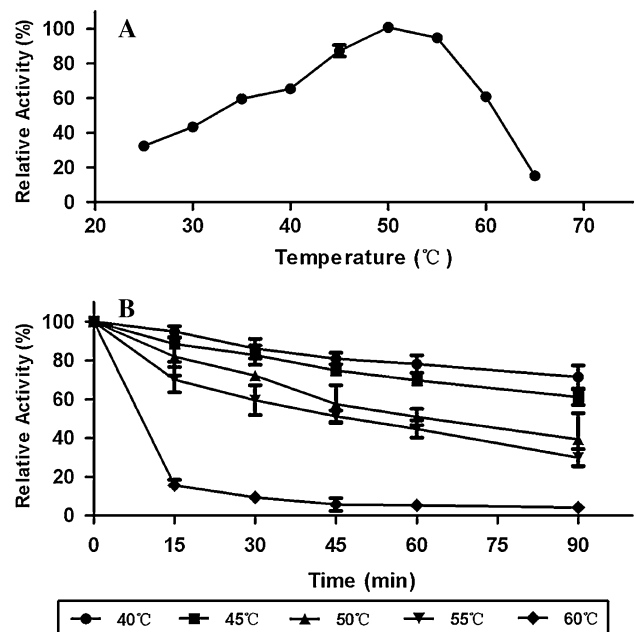 A
Relative Activity (%)
100
80
60
40
20
0
20 30 40 50 60 70
Temperature (℃)
B
Relative Activity (%)
100
80
60
40
20
0
0 15 30 45 60 75 90
Time (min)
40℃ 45℃ 50℃ 55℃ 60℃